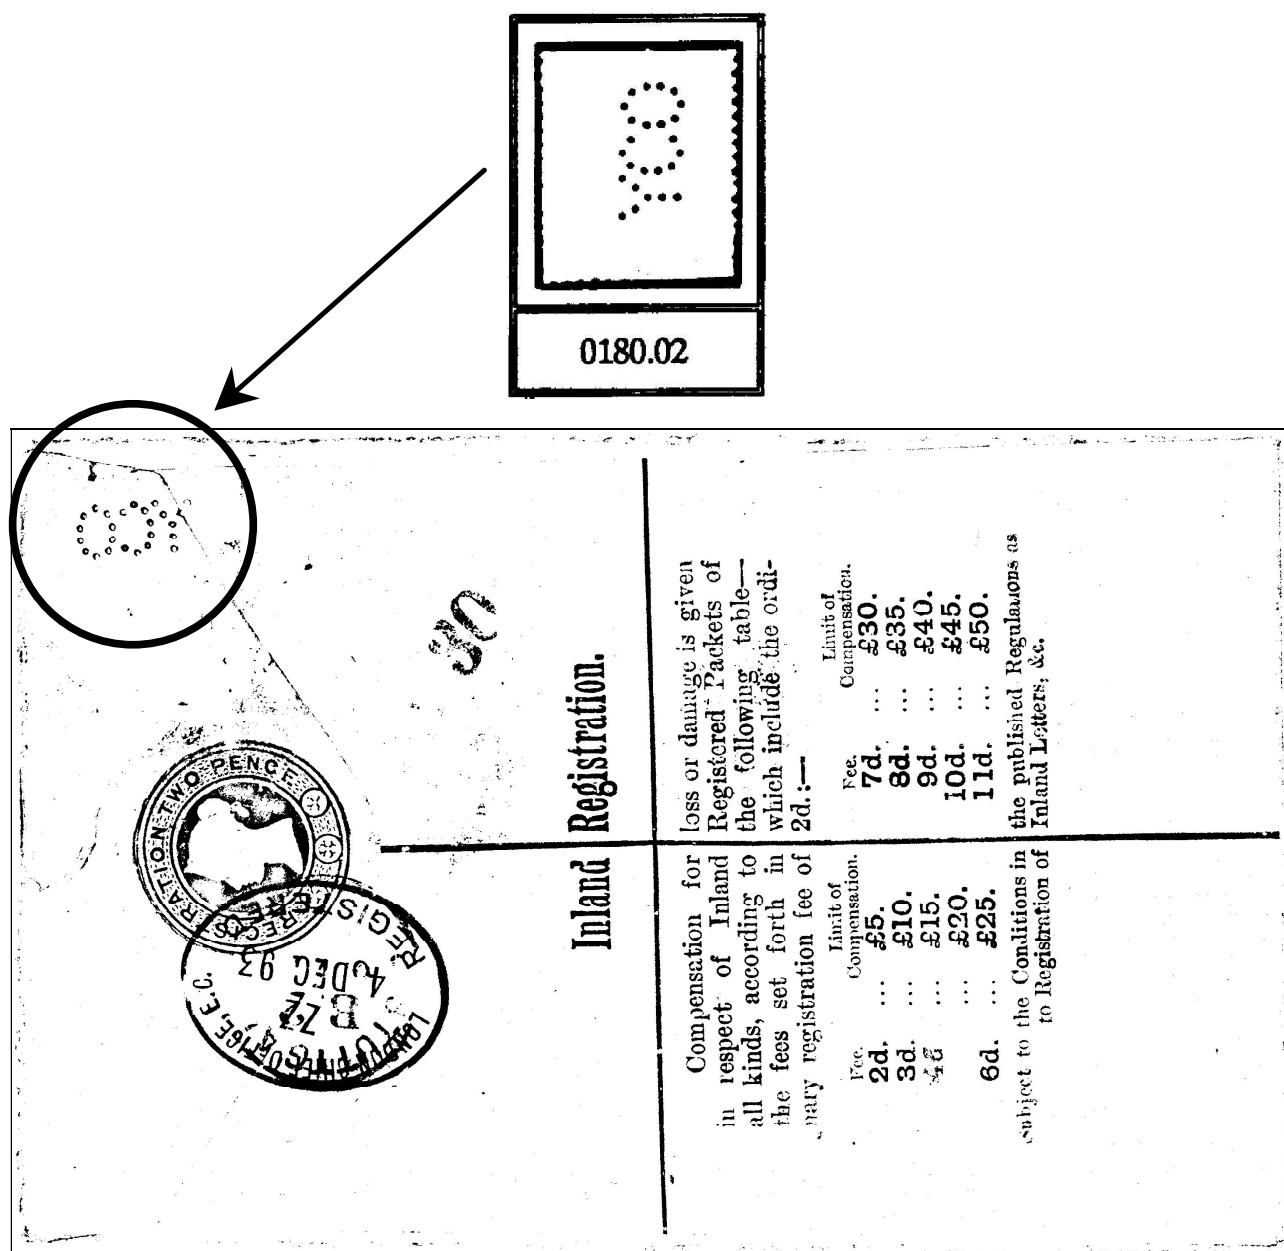 0180.02
REGISTRATION TWO PENCE
REGISTERED
4 DEC 93
E.C.
Inland Registration.
Compensation for loss or damage is given
in respect of Inland Registered Packets of
all kinds, according to the following table—
the fees set forth in which include the ordi-
nary registration fee of 2d.:—
Fee. Limit of Compensation. Fee. Limit of Compensation.
2d. ... £5. 7d. ... £30.
3d. ... £10. 8d. ... £35.
... £15. 9d. ... £40.
... £20. 10d. ... £45.
6d. ... £25. 11d. ... £50.
subject to the Conditions in the published Regulations as
to Registration of Inland Letters, &c.